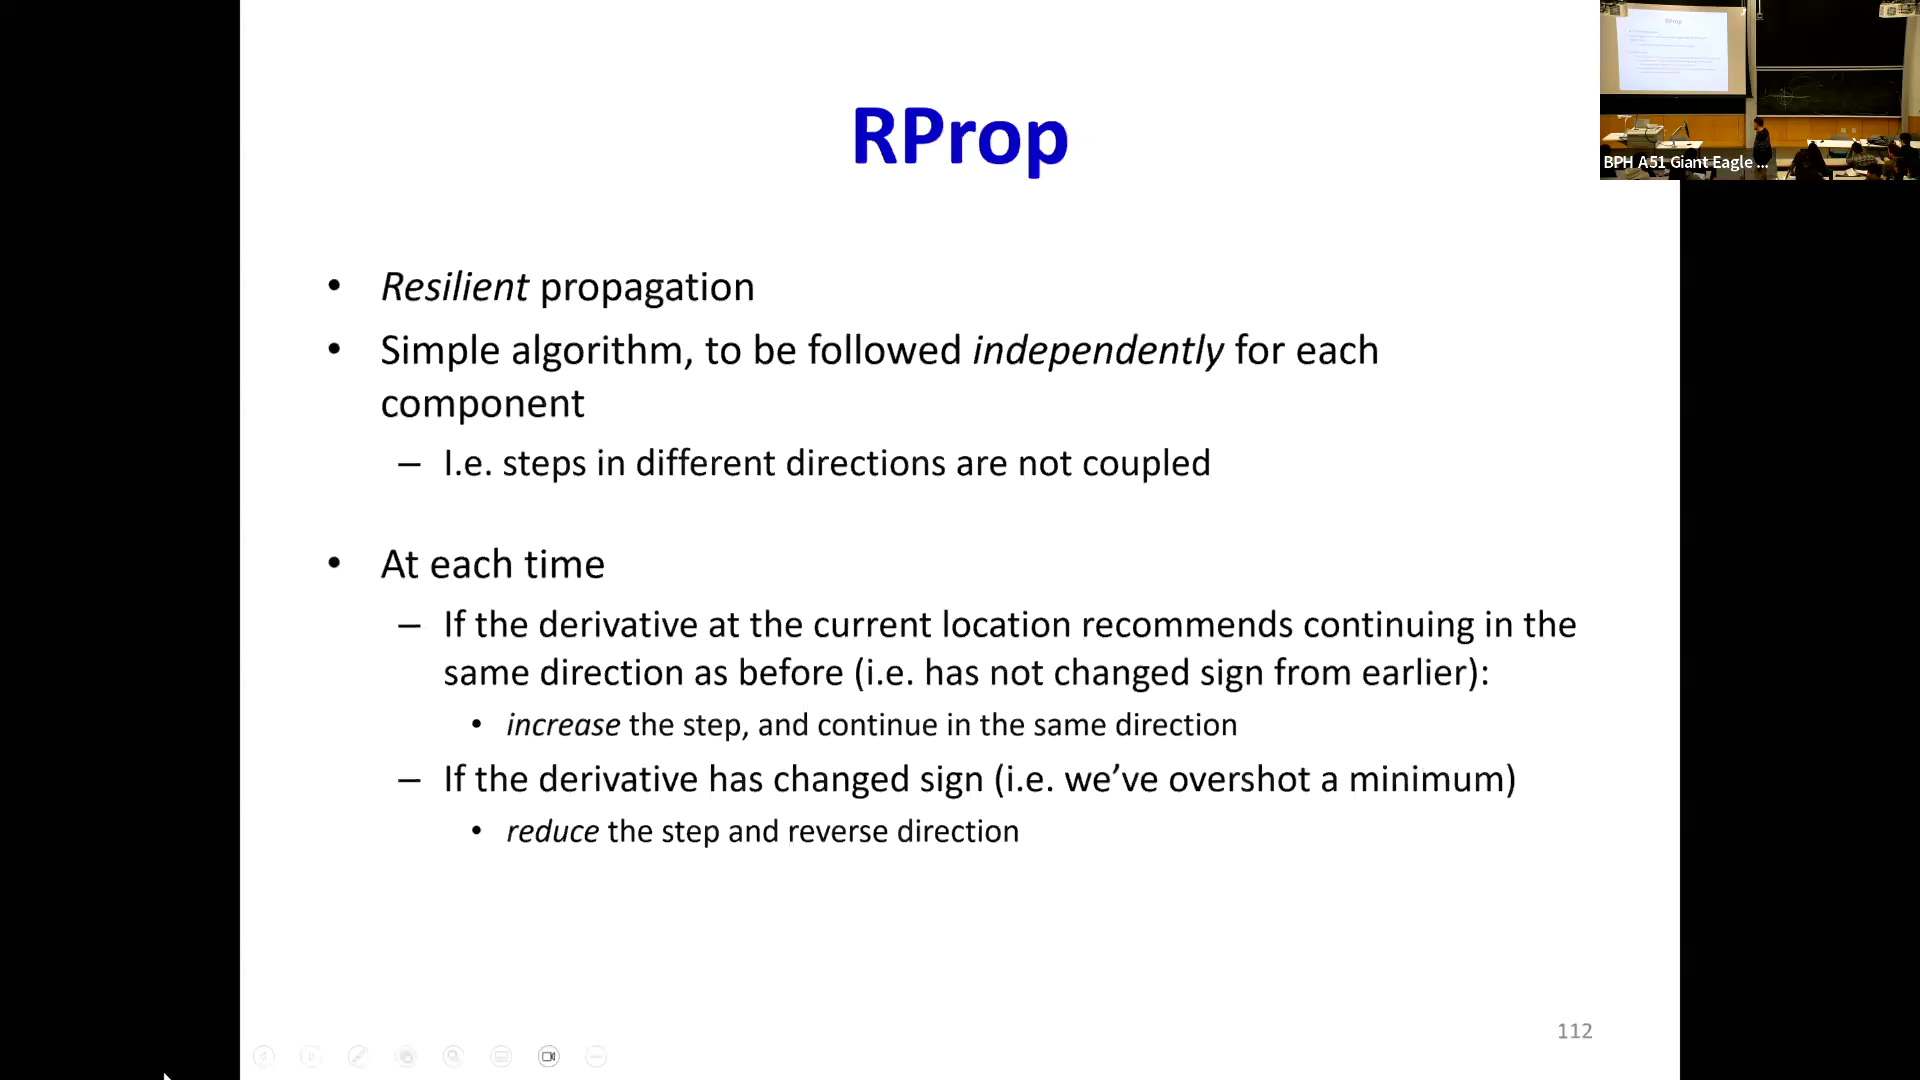 RProp
• Resilient propagation
• Simple algorithm, to be followed independently for each
component
– I.e. steps in different directions are not coupled
• At each time
– If the derivative at the current location recommends continuing in the
same direction as before (i.e. has not changed sign from earlier):
• increase the step, and continue in the same direction
– If the derivative has changed sign (i.e. we've overshot a minimum)
• reduce the step and reverse direction
112
RProp
BPH A51 Giant Eagle ...